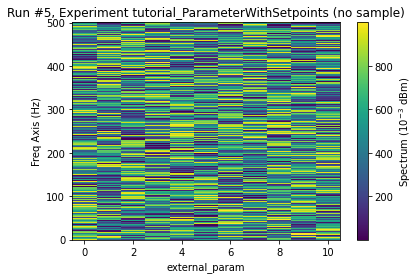 Run #5, Experiment tutorial_ParameterWithSetpoints (no sample)
500
400
300
200
100
0
Freq Axis (Hz)
0 2 4 6 8 10
external_param
800
600
400
200
Spectrum (10⁻³ dBm)